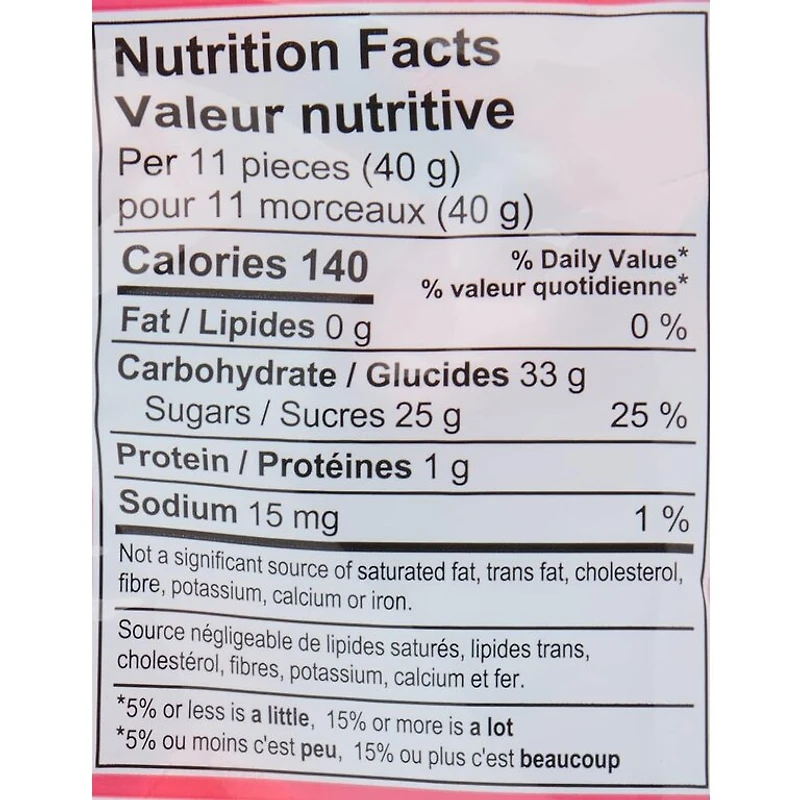 Nutrition Facts
Valeur nutritive
Per 11 pieces (40 g)
pour 11 morceaux (40 g)
Calories 140
% Daily Value*
% valeur quotidienne*
Fat / Lipides 0 g 0 %
Carbohydrate / Glucides 33 g
Sugars / Sucres 25 g 25 %
Protein / Protéines 1 g
Sodium 15 mg 1 %
Not a significant source of saturated fat, trans fat, cholesterol,
fibre, potassium, calcium or iron.
Source négligeable de lipides saturés, lipides trans,
cholestérol, fibres, potassium, calcium et fer.
*5% or less is a little, 15% or more is a lot
*5% ou moins c'est peu, 15% ou plus c'est beaucoup